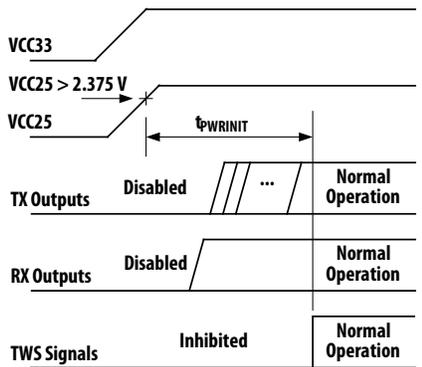 VCC33
VCC25 > 2.375 V
VCC25
tPWRINIT
TX Outputs
Disabled
...
Normal
Operation
RX Outputs
Disabled
Normal
Operation
TWS Signals
Inhibited
Normal
Operation